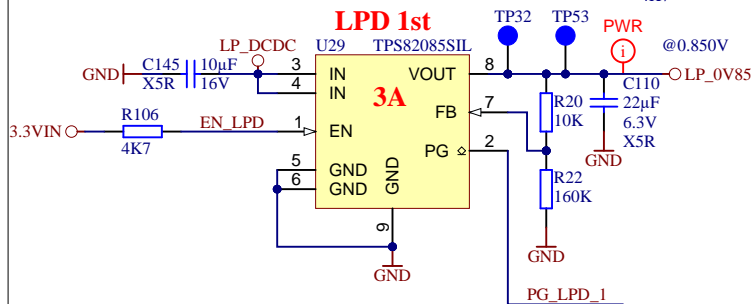 LPD 1st
TP32
TP53
PWR
i
LP_DCDC
U29
TPS82085SIL
@0.850V
C145
10µF
GND
X5R
16V
3
IN
4
IN
VOUT
8
LP_0V85
3A
C110
22µF
6.3V
X5R
GND
R20
10K
FB
7
3.3VIN
R106
4K7
EN_LPD
1
EN
PG
2
5
GND
6
GND
GND
9
R22
160K
GND
GND
PG_LPD_1